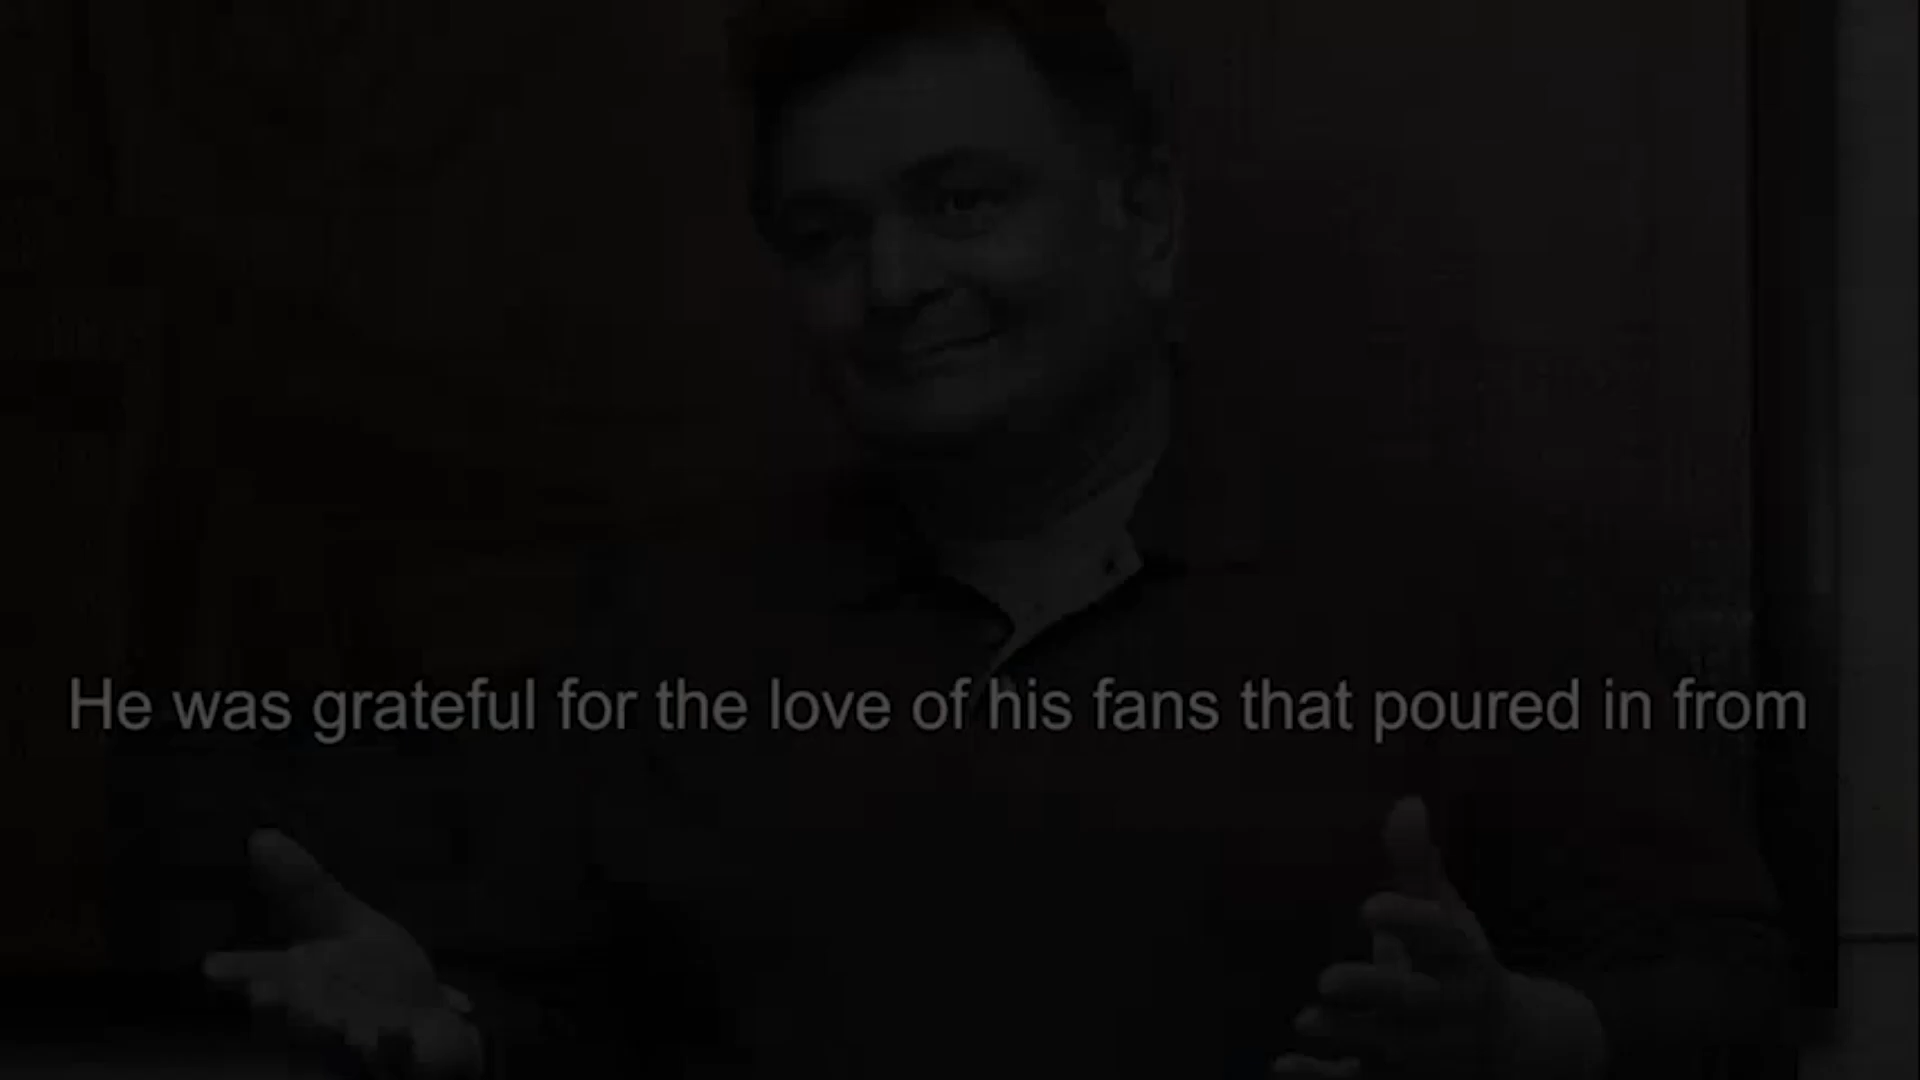 He was grateful for the love of his fans that poured in from